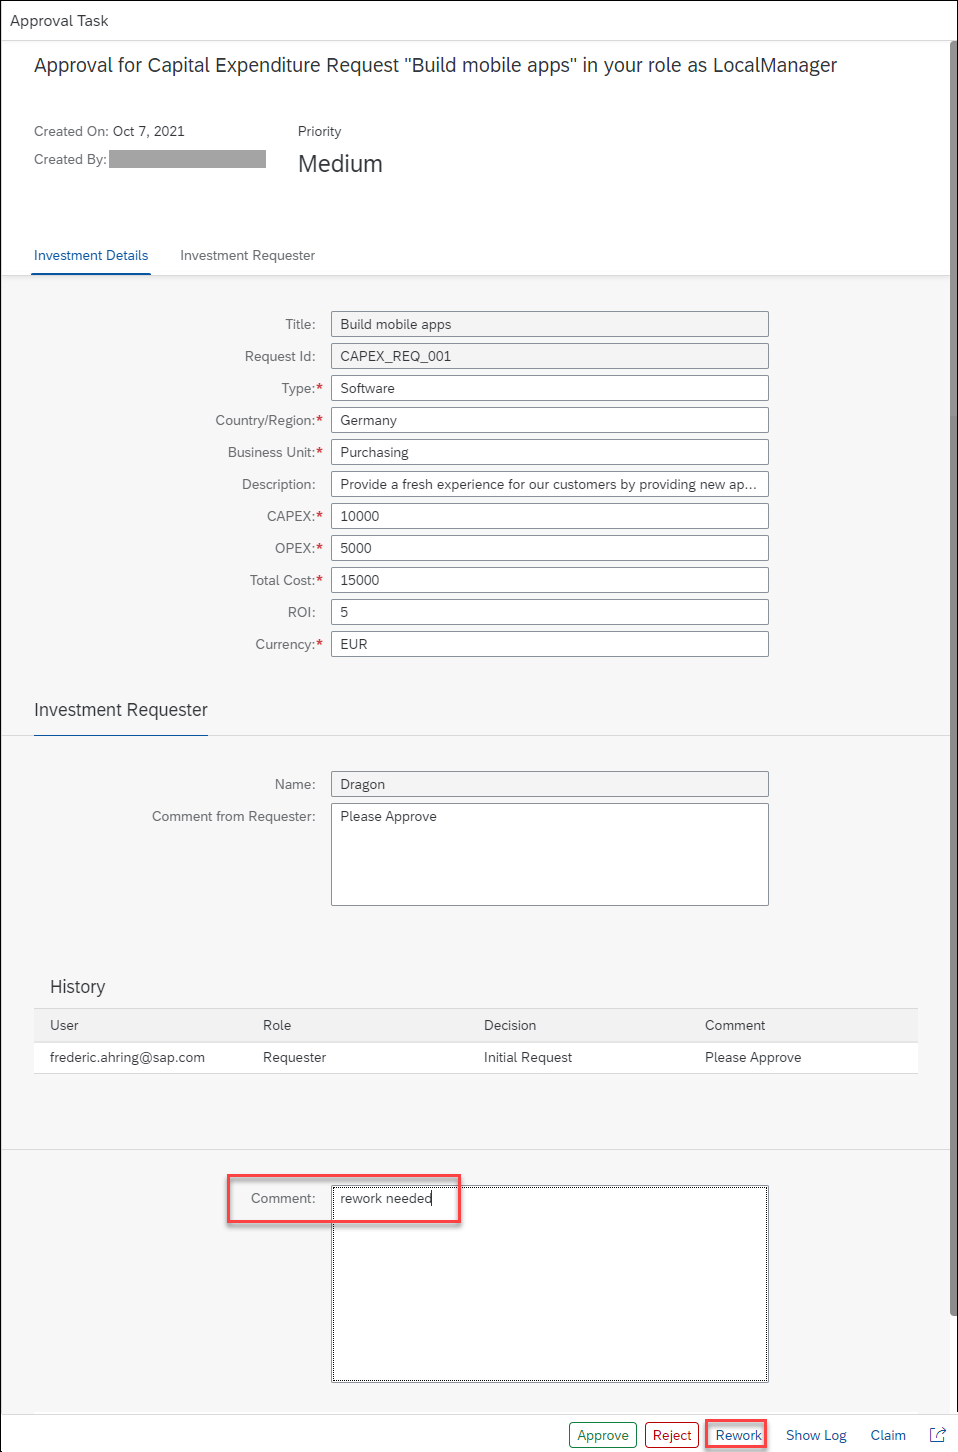 Approval Task
Approval for Capital Expenditure Request "Build mobile apps" in your role as LocalManager
Created On: Oct 7, 2021
Priority
Created By:
Medium
Investment Details Investment Requester
Title: Build mobile apps
Request Id: CAPEX_REQ_001
Type:* Software
Country/Region:* Germany
Business Unit:* Purchasing
Description: Provide a fresh experience for our customers by providing new ap...
CAPEX:* 10000
OPEX:* 5000
Total Cost:* 15000
ROI: 5
Currency:* EUR
Investment Requester
Name: Dragon
Comment from Requester: Please Approve
History
User Role Decision Comment
frederic.ahring@sap.com Requester Initial Request Please Approve
Comment: rework needed
Approve Reject Rework Show Log Claim